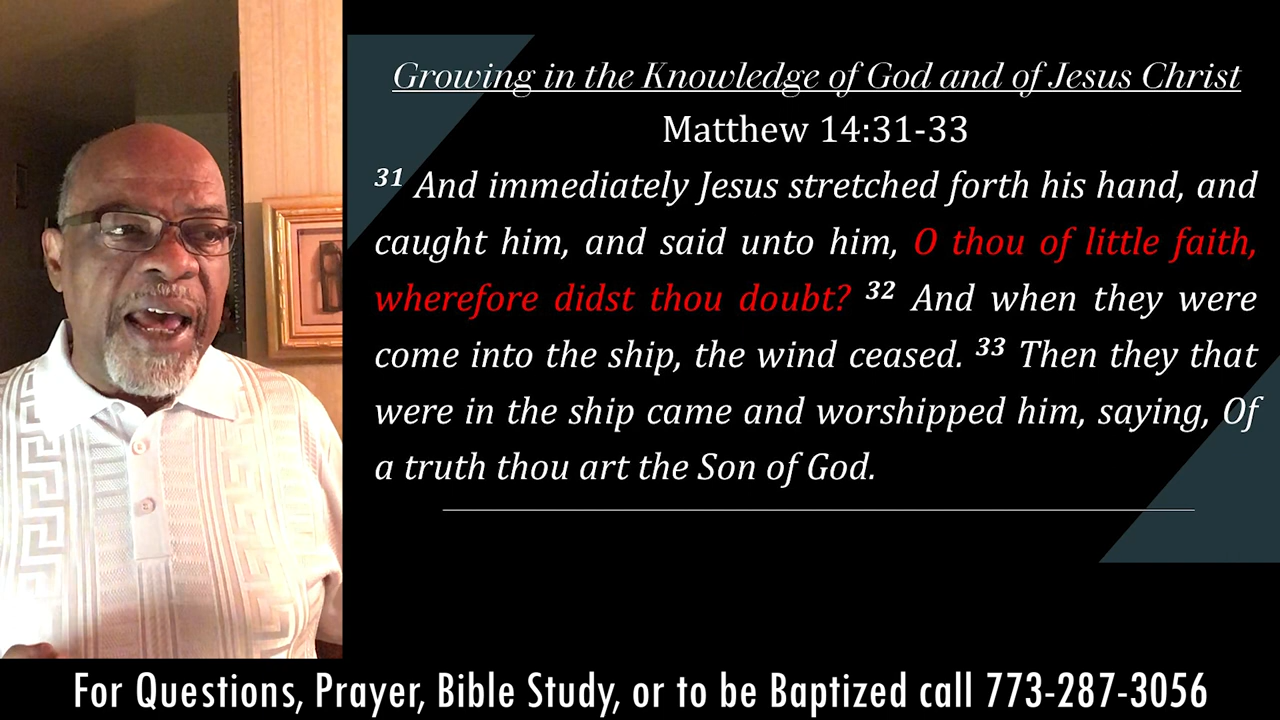 Growing in the Knowledge of God and of Jesus Christ
Matthew 14:31-33
31 And immediately Jesus stretched forth his hand, and
caught him, and said unto him, O thou of little faith,
wherefore didst thou doubt? 32 And when they were
come into the ship, the wind ceased. 33 Then they that
were in the ship came and worshipped him, saying, Of
a truth thou art the Son of God.
For Questions, Prayer, Bible Study, or to be Baptized call 773-287-3056